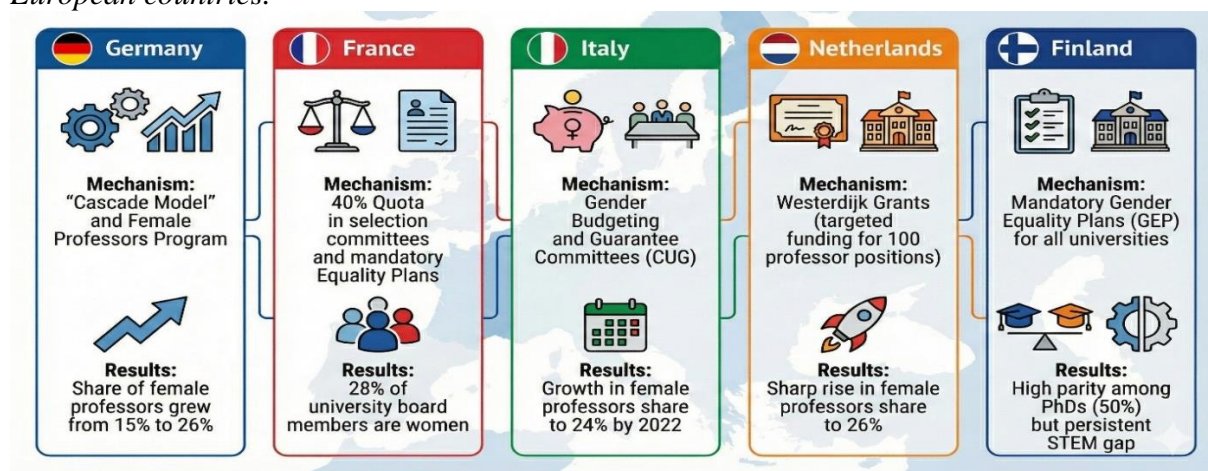 European countries.
Germany
Mechanism:
"Cascade Model"
and Female
Professors Program
Results:
Share of female
professors grew
from 15% to 26%
France
Mechanism:
40% Quota
in selection
committees
and mandatory
Equality Plans
Results:
28% of
university board
members are women
Italy
Mechanism:
Gender
Budgeting
and Guarantee
Committees (CUG)
Results:
Growth in female
professors share
to 24% by 2022
Netherlands
Mechanism:
Westerdijk Grants
(targeted
funding for 100
professor positions)
Results:
Sharp rise in female
professors share
to 26%
Finland
Mechanism:
Mandatory Gender
Equality Plans (GEP)
for all universities
Results:
High parity among
PhDs (50%)
but persistent
STEM gap